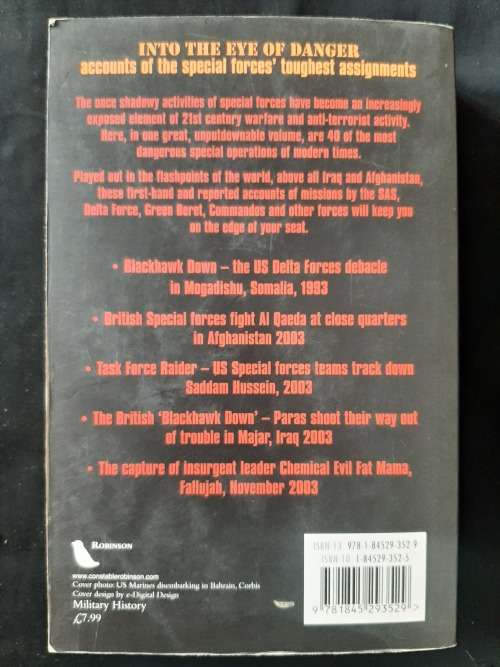 INTO THE EYE OF DANGER
accounts of the special forces' toughest assignments
The once shadowy activities of special forces have become an increasingly
exposed element of 21st century warfare and anti-terrorist activity.
Here, in one great, unputdownable volume, are 40 of the most
dangerous special operations of modern times.
Played out in the flashpoints of the world, above all Iraq and Afghanistan,
these first-hand and reported accounts of missions by the SAS,
Delta Force, Green Beret, Commandos and other forces will keep you
on the edge of your seat.
• Blackhawk Down – the US Delta Forces debacle
in Mogadishu, Somalia, 1993
• British Special forces fight Al Qaeda at close quarters
in Afghanistan 2003
• Task Force Raider – US Special forces teams track down
Saddam Hussein, 2003
• The British 'Blackhawk Down' – Paras shoot their way out
of trouble in Majar, Iraq 2003
• The capture of insurgent leader Chemical Evil Fat Mama,
Fallujah, November 2003
ROBINSON
www.constablerobinson.com
Cover photo: US Marines disembarking in Bahrain, Corbis
Cover design by e-Digital Design
Military History
£7.99
ISBN 13 978-1-84529-352-9
ISBN 10 1-84529-352-5
9 781845 293529 >